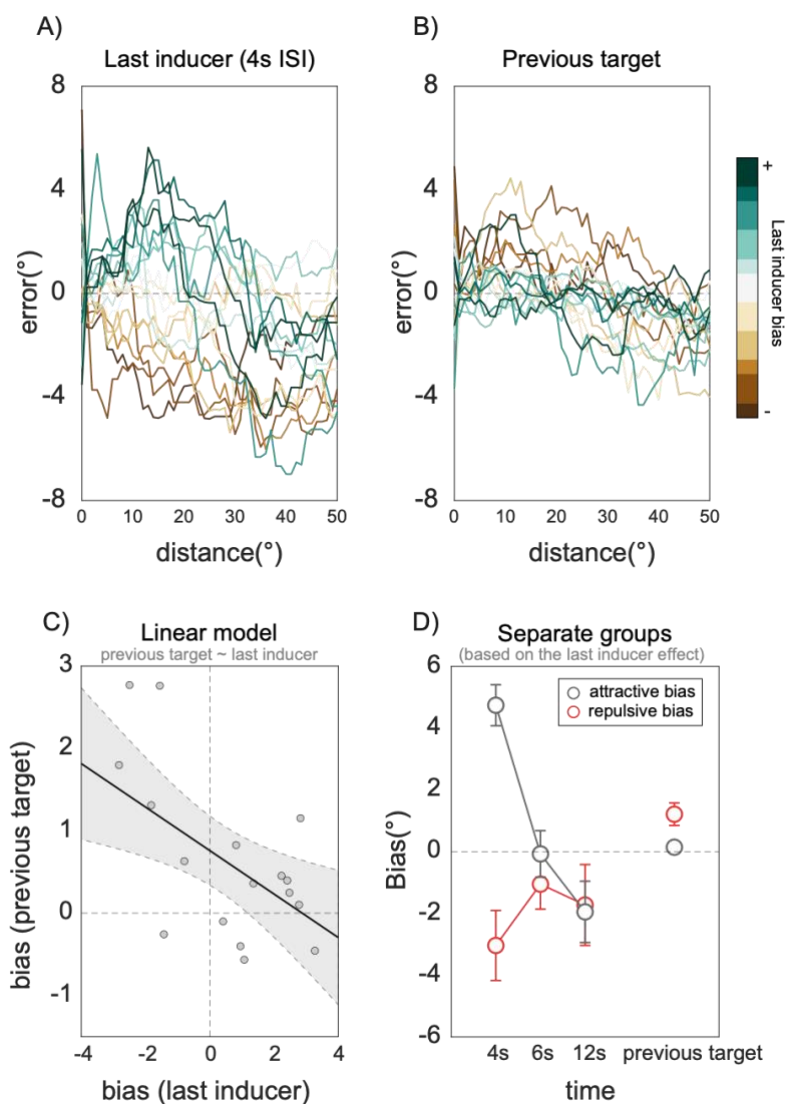 A)
Last inducer (4s ISI)
8
4
0
-4
-8
error(°)
0 10 20 30 40 50
distance(°)
B)
Previous target
8
4
0
-4
-8
error(°)
0 10 20 30 40 50
distance(°)
+
-
Last inducer bias
C)
Linear model
previous target ~ last inducer
3
2
1
0
-1
bias (previous target)
-4 -2 0 2 4
bias (last inducer)
D)
Separate groups
(based on the last inducer effect)
attractive bias
repulsive bias
6
4
2
0
-2
-4
-6
Bias(°)
4s 6s 12s previous target
time